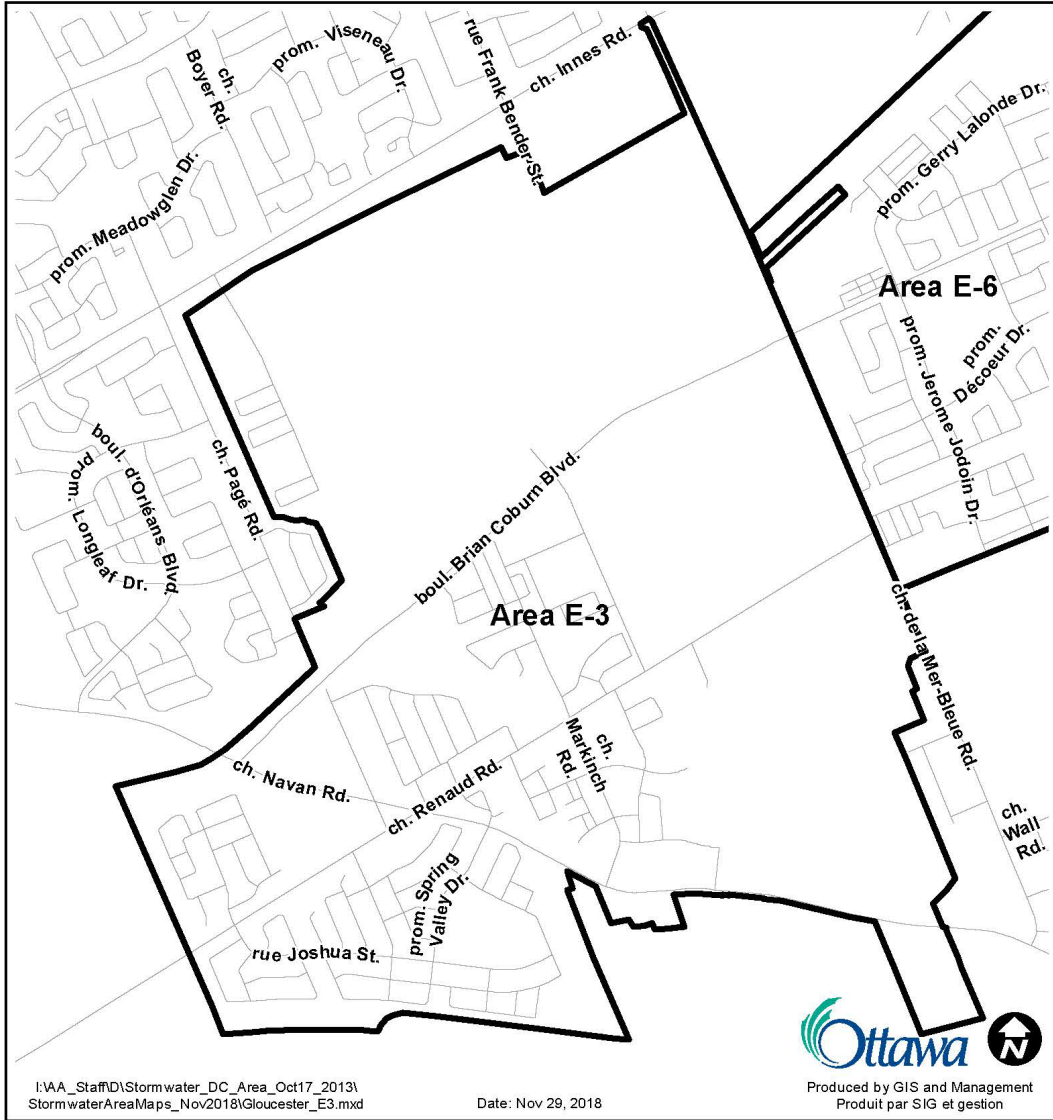 prom. Viseneau Dr.
ch.
Boyer Rd.
rue Frank Bender St.
ch. Innes Rd.
prom. Meadowglen Dr.
prom. Gerry Lalonde Dr.
Area E-6
prom. Jerome Jodoin Dr.
prom.
Décoeur Dr.
boul. d'Orléans Blvd.
prom. Longleaf Dr.
ch. Pagé Rd.
boul. Brian Coburn Blvd.
Area E-3
ch. de la Mer-Bleue Rd.
ch.
Markinch
Rd.
ch. Navan Rd.
ch. Renaud Rd.
ch.
Wall
Rd.
prom. Spring
Valley Dr.
rue Joshua St.
Ottawa
N
I:\AA_Staff\D\Stormwater_DC_Area_Oct17_2013\
StormwaterAreaMaps_Nov2018\Gloucester_E3.mxd
Date: Nov 29, 2018
Produced by GIS and Management
Produit par SIG et gestion